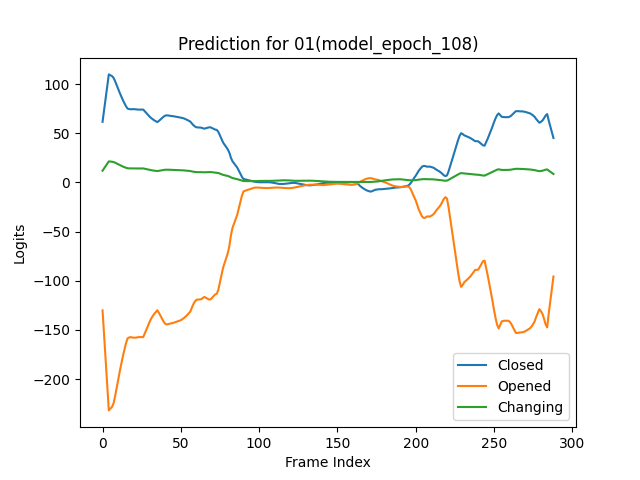 Prediction for 01(model_epoch_108)
Logits
100
50
0
−50
−100
−150
−200
0 50 100 150 200 250 300
Frame Index
Closed
Opened
Changing